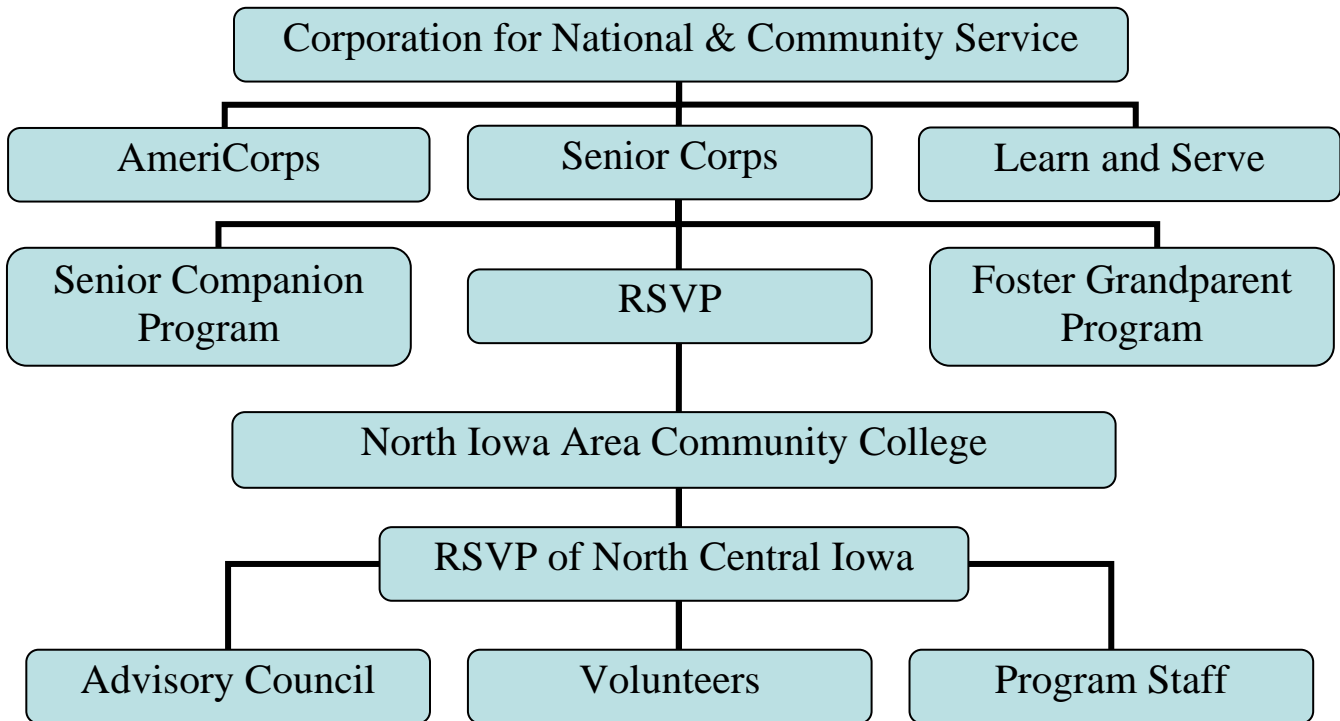 Corporation for National & Community Service
AmeriCorps
Senior Corps
Learn and Serve
Senior Companion
Program
RSVP
Foster Grandparent
Program
North Iowa Area Community College
RSVP of North Central Iowa
Advisory Council
Volunteers
Program Staff